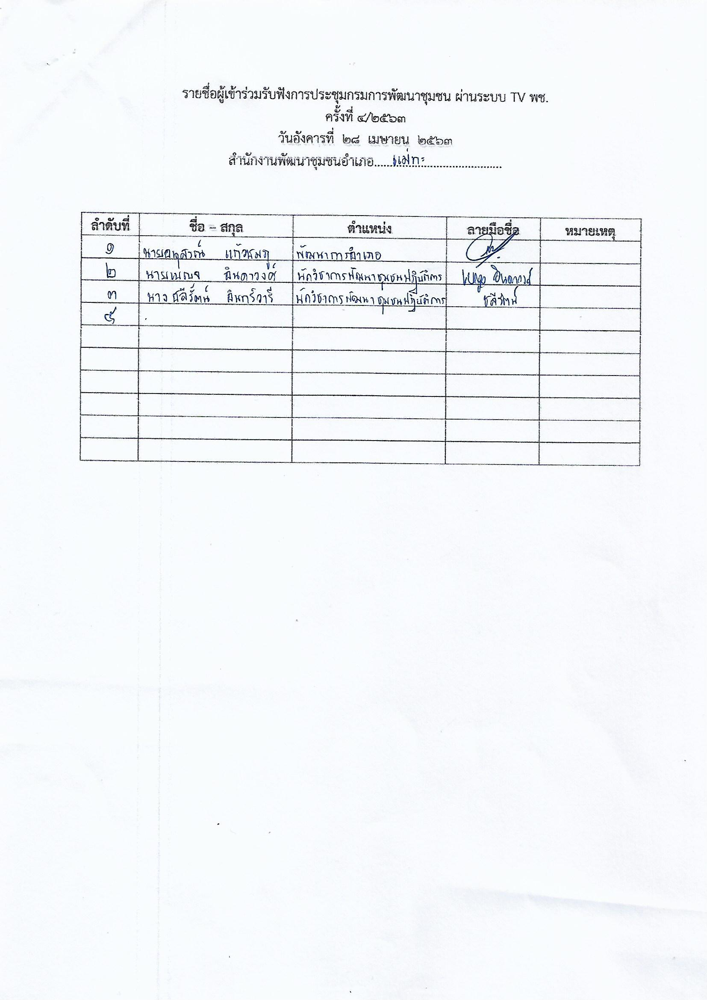 รายชื่อผู้เข้าร่วมรับฟังการประชุมกรมการพัฒนาชุมชน ผ่านระบบ TV พช.
ครั้งที่ ๔/๒๕๖๓
วันอังคารที่ ๒๘ เมษายน ๒๕๖๓
สำนักงานพัฒนาชุมชนอำเภอ......แม่ทะ..............................
ลำดับที่ ชื่อ – สกุล ตำแหน่ง ลายมือชื่อ หมายเหตุ
๑ นายอนุสรณ์ แก้วชมภู พัฒนาการอำเภอ
๒ นายเบญจ อินดาวงศ์ นักวิชาการพัฒนาชุมชนปฏิบัติการ เบญจ อินดาวงศ์
๓ นางชลีรัตน์ อินทร์วารี นักวิชาการพัฒนาชุมชนปฏิบัติการ ชลีรัตน์
๔